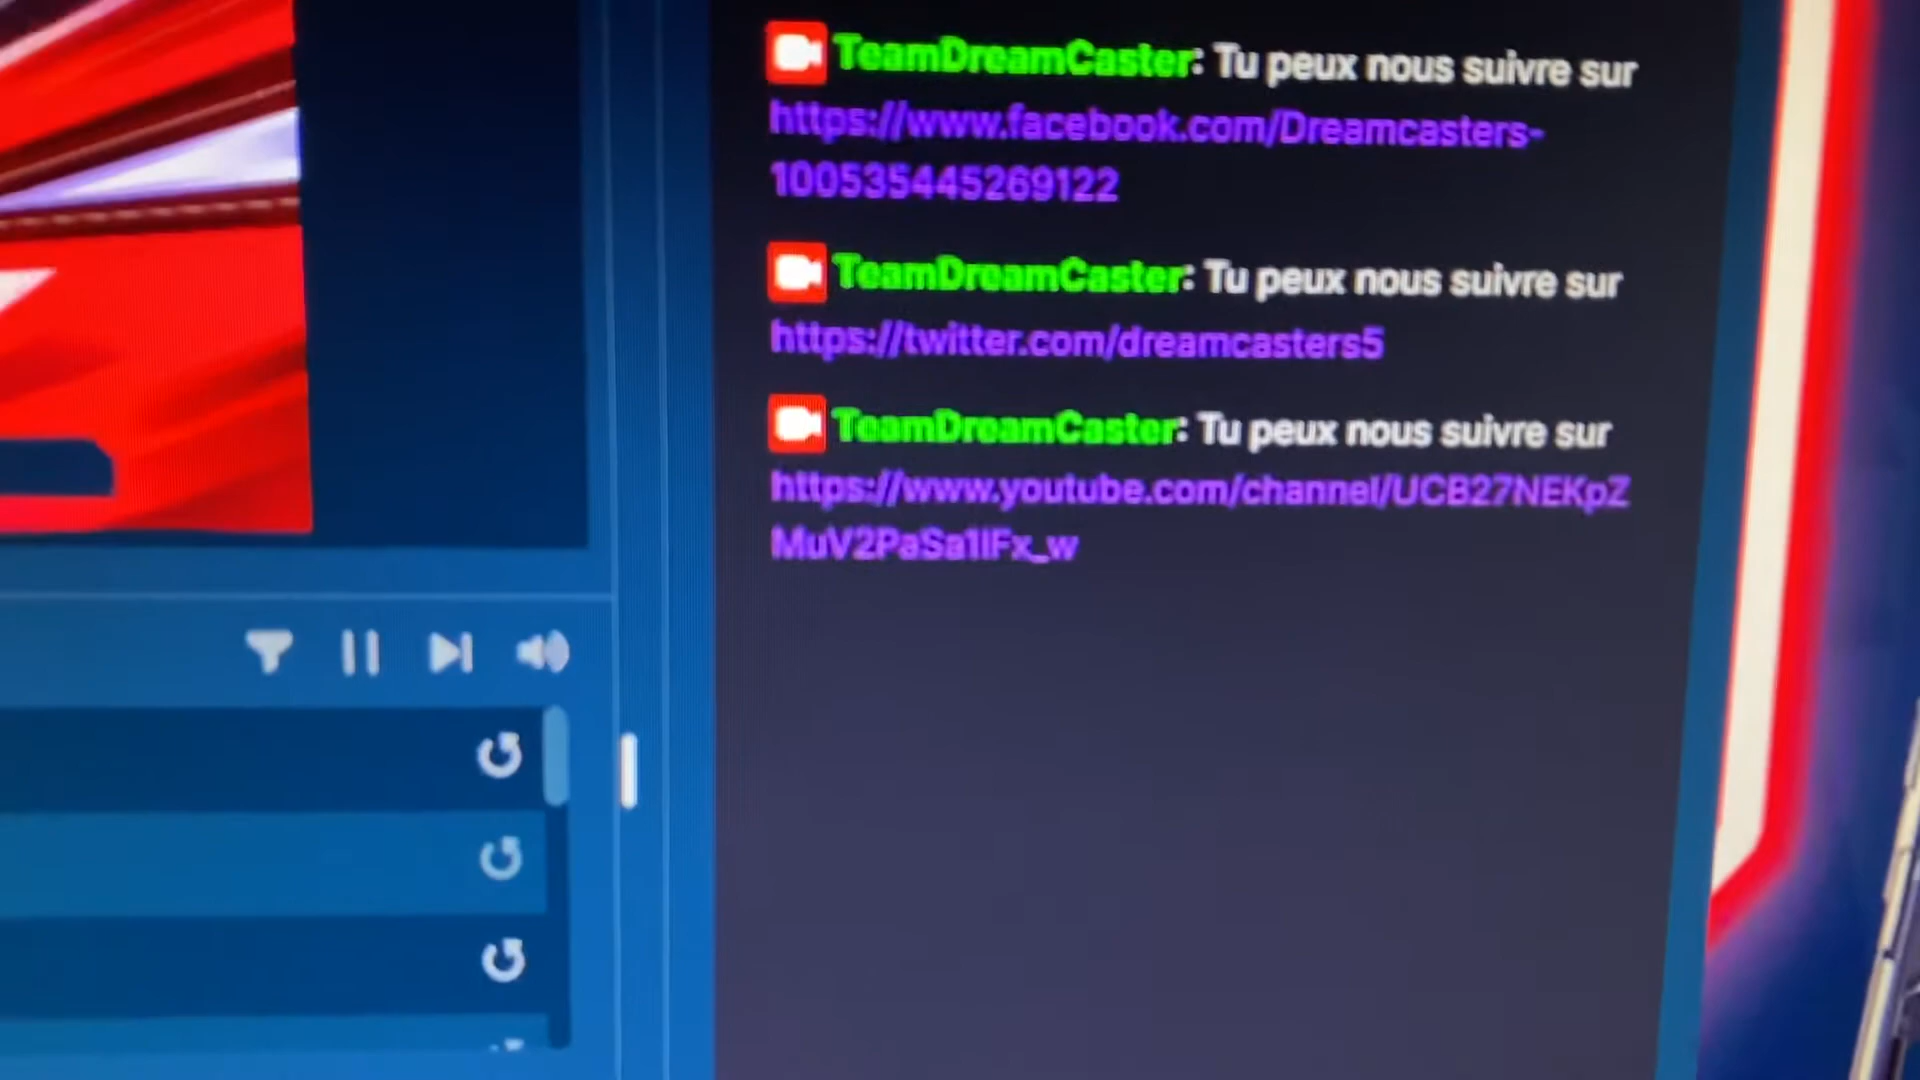 TeamDreamCaster: Tu peux nous suivre sur
https://www.facebook.com/Dreamcasters-
100535445269122
TeamDreamCaster: Tu peux nous suivre sur
https://twitter.com/dreamcasters5
TeamDreamCaster: Tu peux nous suivre sur
https://www.youtube.com/channel/UCB27NEKpZ
MuV2PaSa1IFx_w